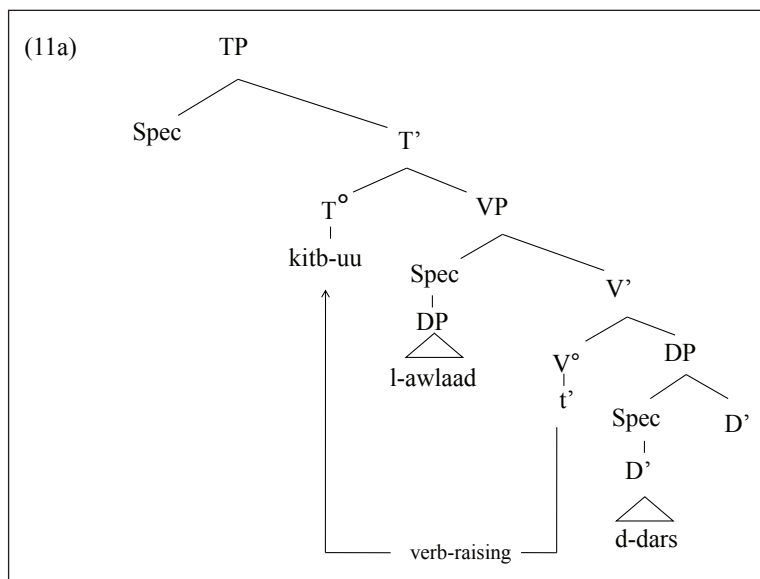 (11a) TP
Spec T’
T° VP
kitb-uu
Spec V’
DP
V° DP
l-awlaad
t’
Spec D’
D’
d-dars
verb-raising